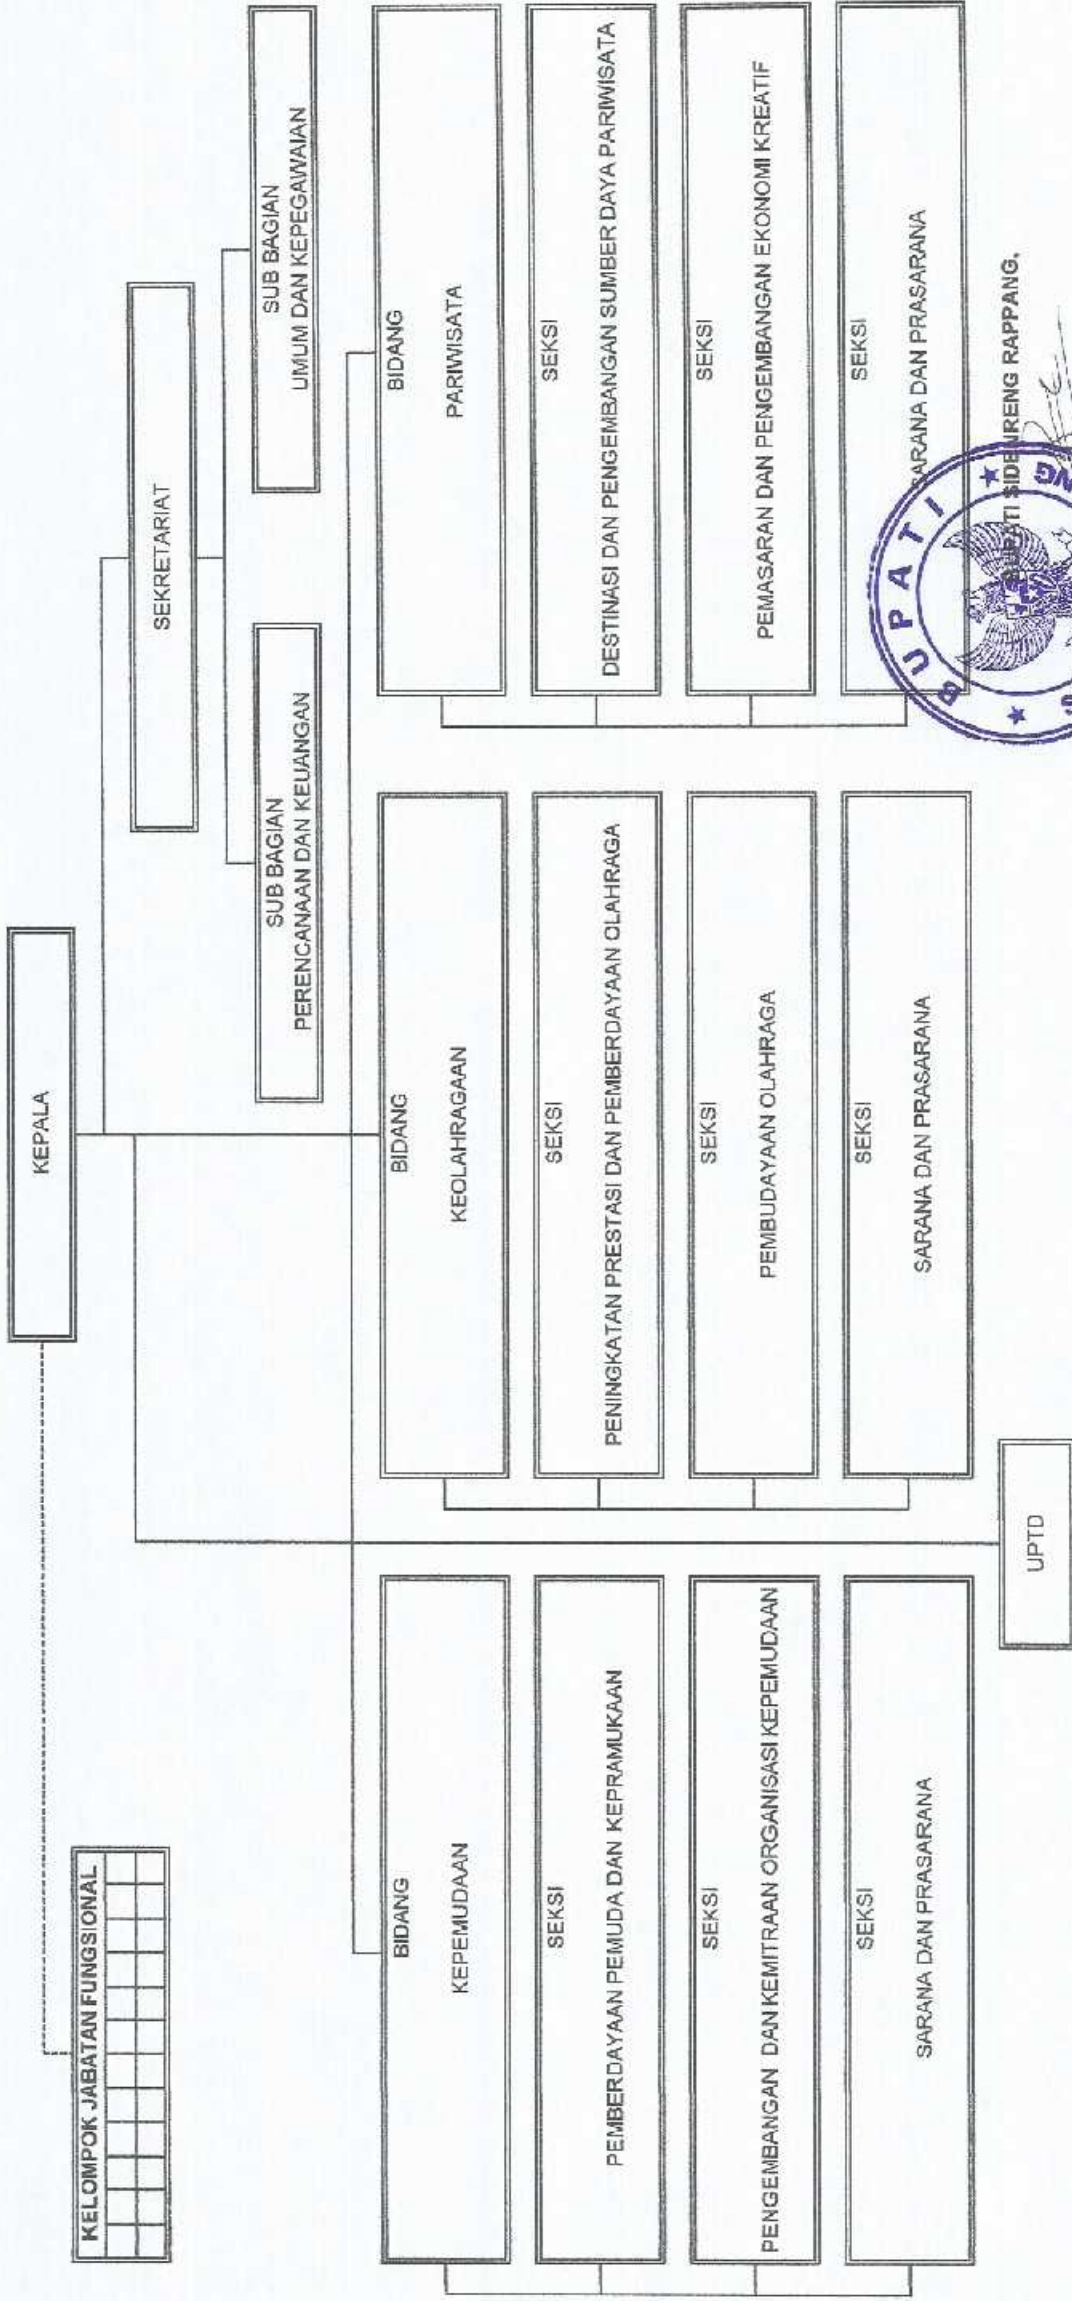 KEPALA
KELOMPOK JABATAN FUNGSIONAL
SEKRETARIAT
SUB BAGIAN
PERENCANAAN DAN KEUANGAN
SUB BAGIAN
UMUM DAN KEPEGAWAIAN
BIDANG
KEPEMUDAAN
SEKSI
PEMBERDAYAAN PEMUDA DAN KEPRAMUKAAN
SEKSI
PENGEMBANGAN DAN KEMITRAAN ORGANISASI KEPEMUDAAN
SEKSI
SARANA DAN PRASARANA
BIDANG
KEOLAHRAGAAN
SEKSI
PENINGKATAN PRESTASI DAN PEMBERDAYAAN OLAHRAGA
SEKSI
PEMBUDAYAAN OLAHRAGA
SEKSI
SARANA DAN PRASARANA
BIDANG
PARIWISATA
SEKSI
DESTINASI DAN PENGEMBANGAN SUMBER DAYA PARIWISATA
SEKSI
PEMASARAN DAN PENGEMBANGAN EKONOMI KREATIF
SEKSI
SARANA DAN PRASARANA
UPTD
BUPATI SIDENRENG RAPPANG,
BUPATI